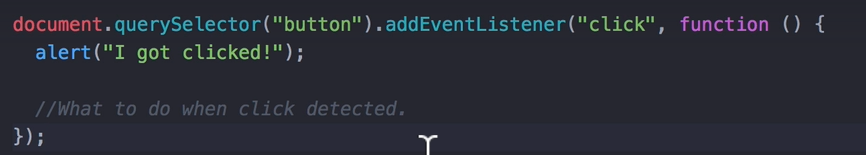 document.querySelector("button").addEventListener("click", function () {
alert("I got clicked!");
//What to do when click detected.
});